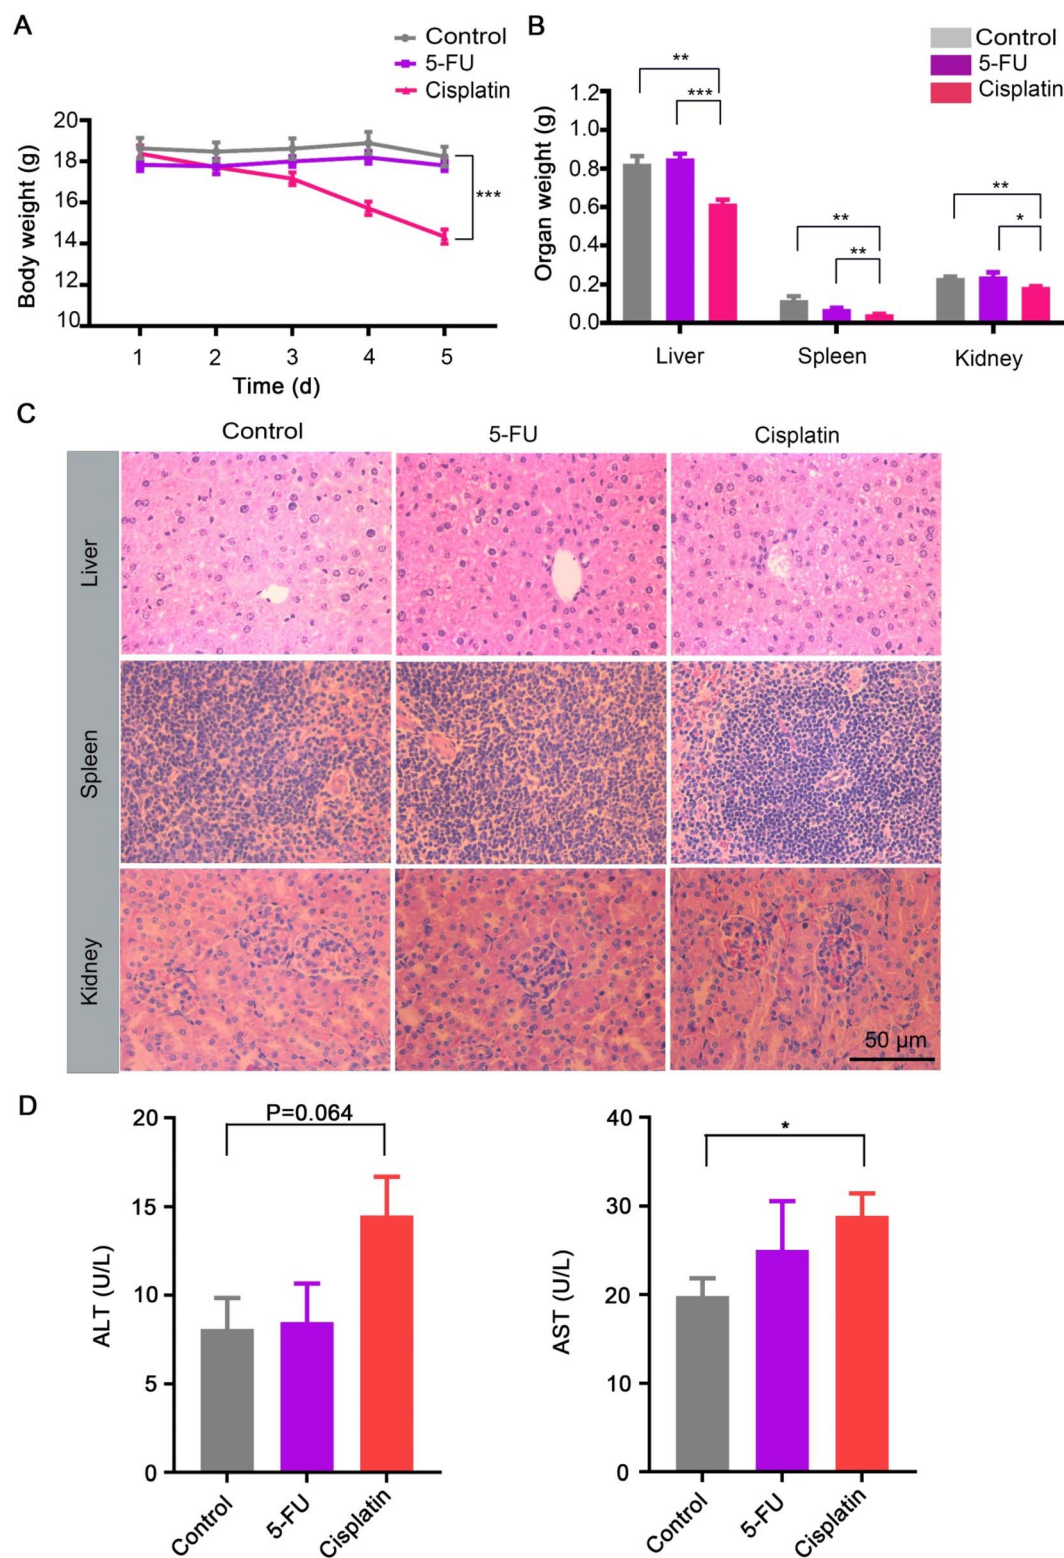 A
Control
5-FU
Cisplatin
Body weight (g)
20
18
16
14
12
10
***
1 2 3 4 5
Time (d)
B
Control
5-FU
Cisplatin
Organ weight (g)
1.2
1.0
0.8
0.6
0.4
0.2
0.0
**
***
**
**
**
*
Liver Spleen Kidney
C
Control 5-FU Cisplatin
Liver
Spleen
Kidney
50 μm
D
ALT (U/L)
20
15
10
5
0
P=0.064
Control 5-FU Cisplatin
AST (U/L)
40
30
20
10
0
*
Control 5-FU Cisplatin